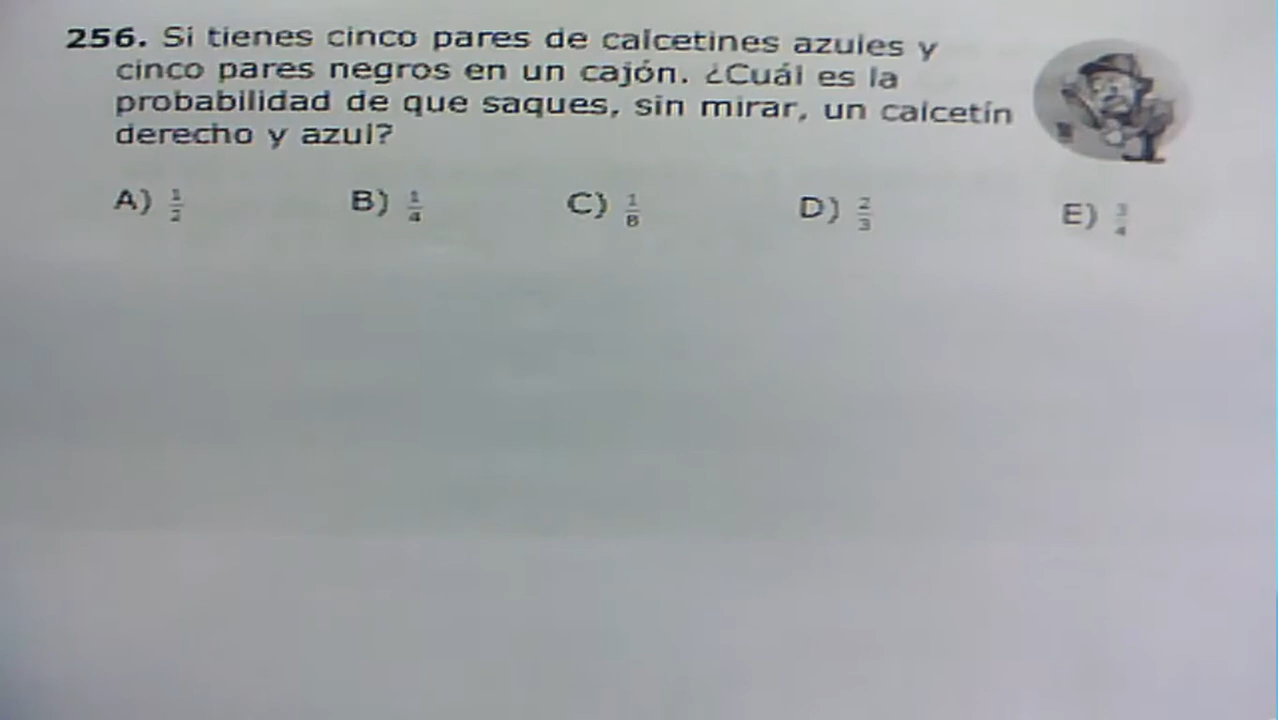 256. Si tienes cinco pares de calcetines azules y
cinco pares negros en un cajón. ¿Cuál es la
probabilidad de que saques, sin mirar, un calcetín
derecho y azul?
A) 1/2 B) 1/4 C) 1/8 D) 2/3 E) 3/4